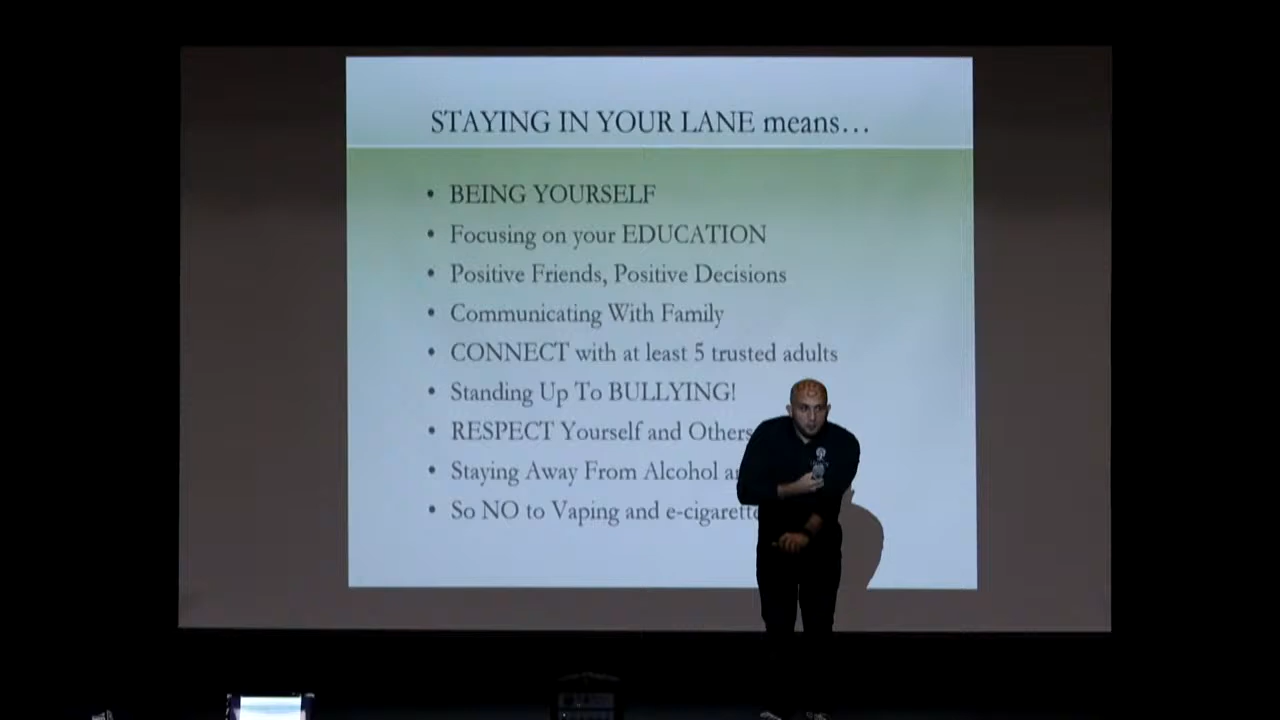 STAYING IN YOUR LANE means…
• BEING YOURSELF
• Focusing on your EDUCATION
• Positive Friends, Positive Decisions
• Communicating With Family
• CONNECT with at least 5 trusted adults
• Standing Up To BULLYING!
• RESPECT Yourself and Others
• Staying Away From Alcohol
• So NO to Vaping and